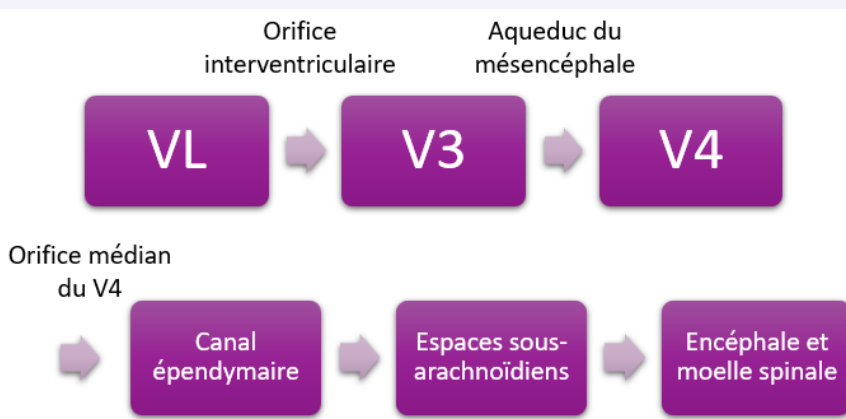 Orifice
interventriculaire
Aqueduc du
mésencéphale
VL
V3
V4
Orifice médian
du V4
Canal
épendymaire
Espaces sous-
arachnoïdiens
Encéphale et
moelle spinale